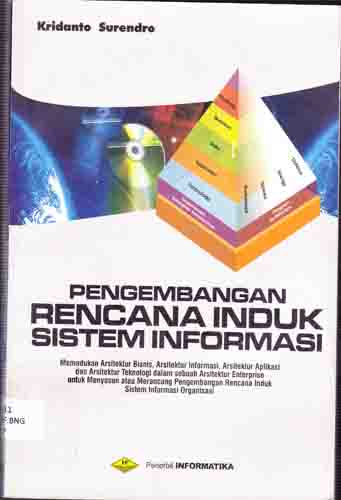 Kridanto Surendro
PENGEMBANGAN
RENCANA INDUK
SISTEM INFORMASI
Memadukan Arsitektur Bisnis, Arsitektur Informasi, Arsitektur Aplikasi
dan Arsitektur Teknologi dalam sebuah Arsitektur Enterprise
untuk Menyusun atau Merancang Pengembangan Rencana Induk
Sistem Informasi Organisasi
BNG
Penerbit INFORMATIKA